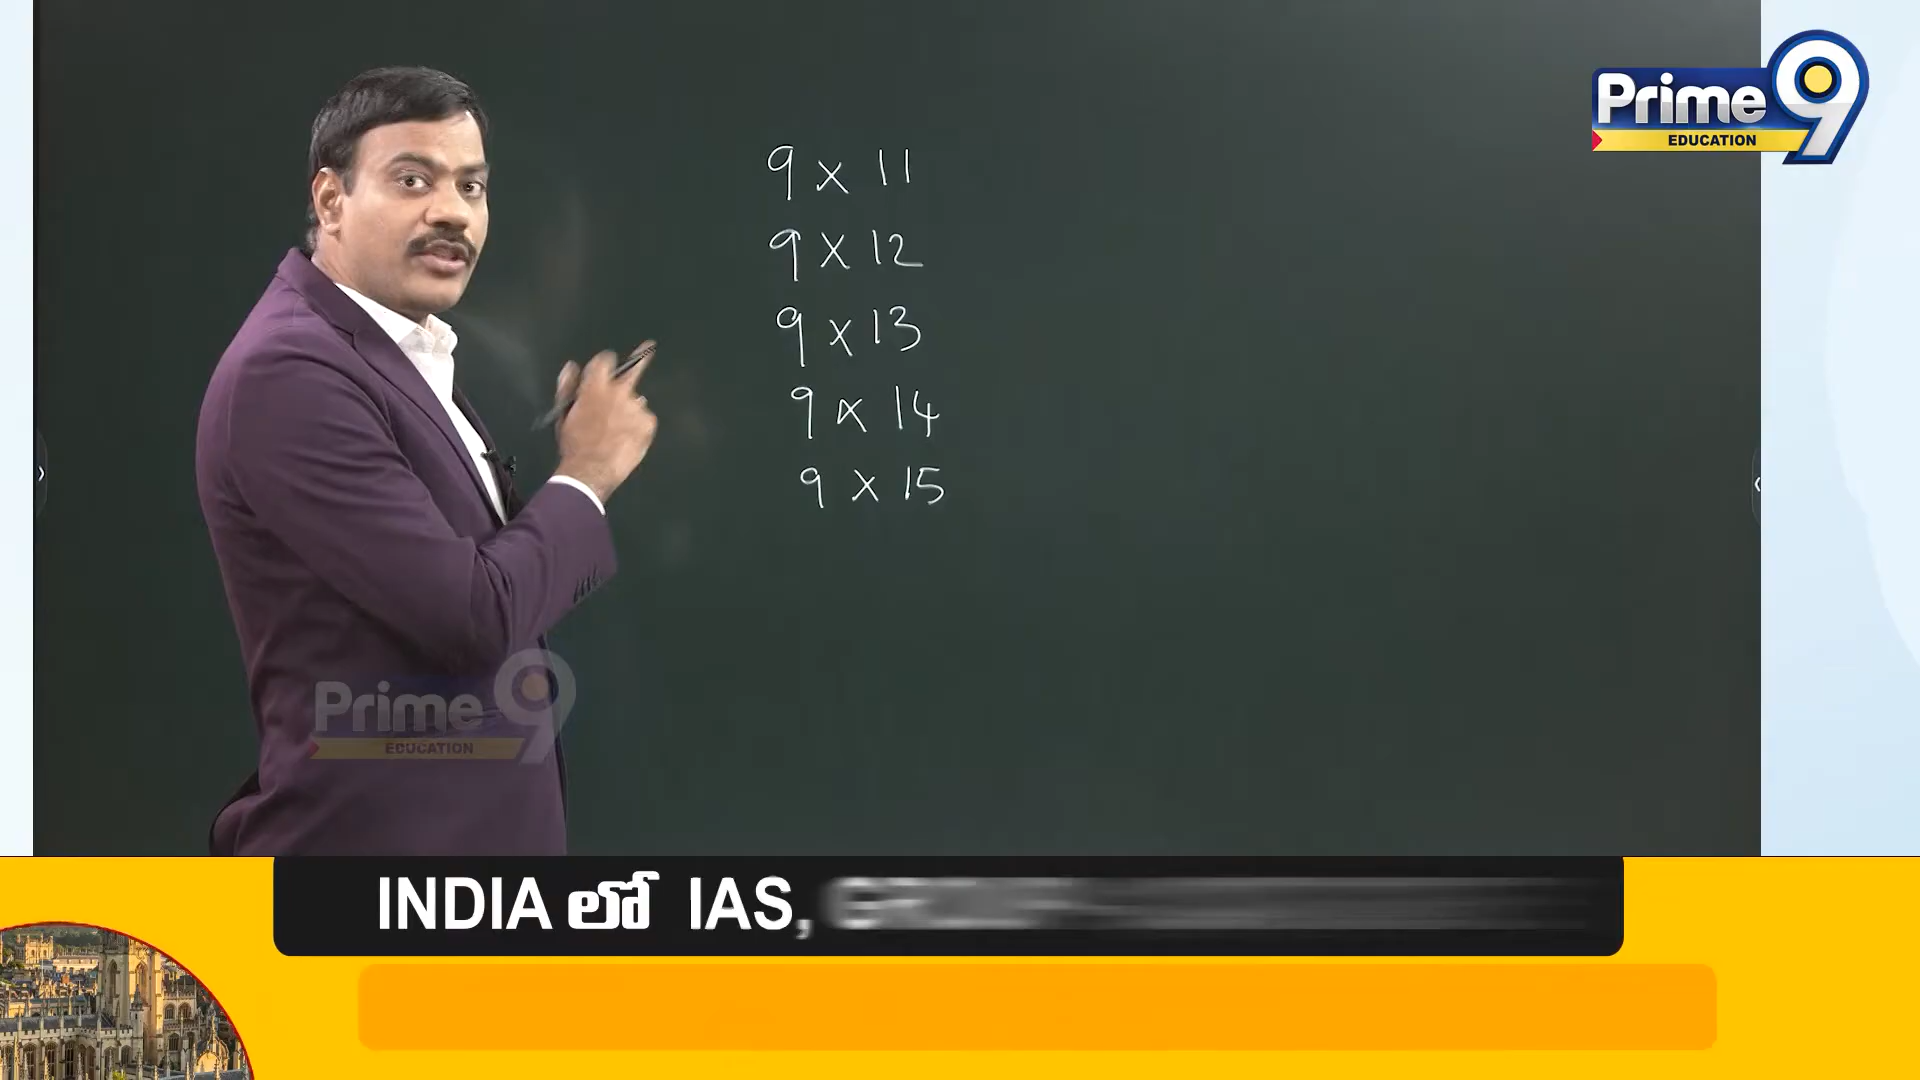 Prime9
EDUCATION
9 x 11
9 x 12
9 x 13
9 x 14
9 x 15
Prime9
EDUCATION
INDIA లో IAS,